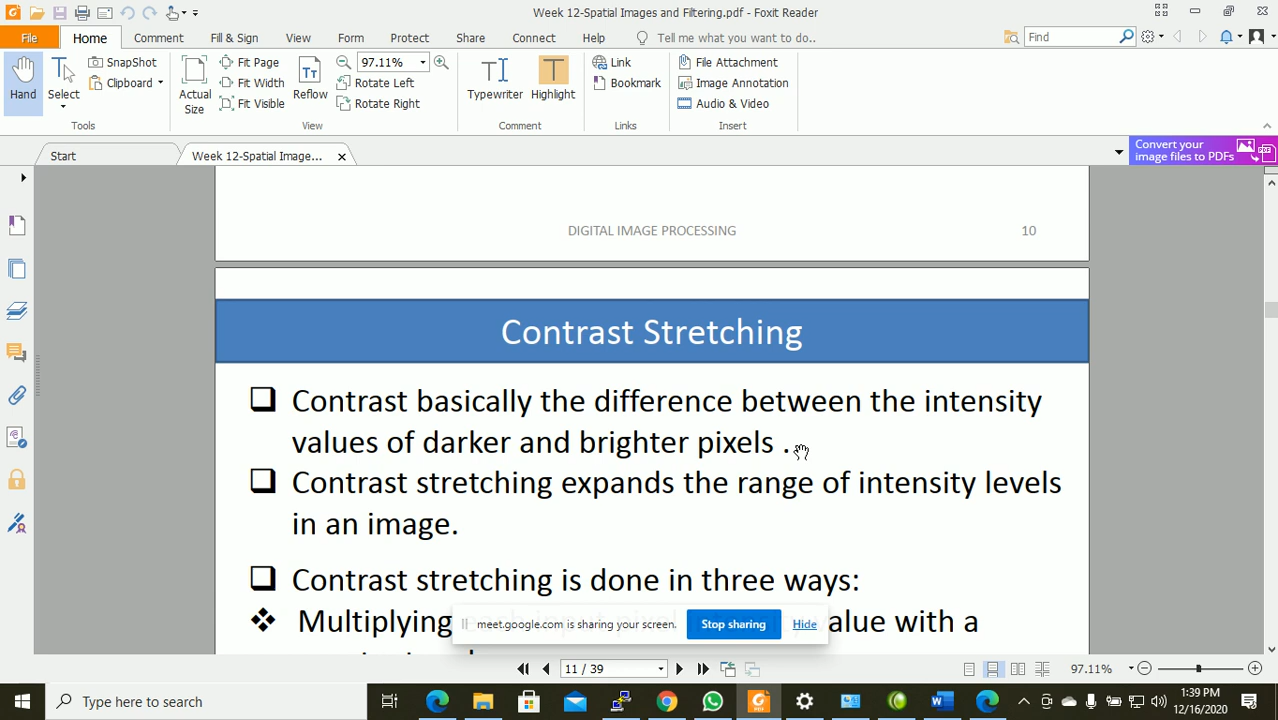 Week 12-Spatial Images and Filtering.pdf - Foxit Reader
File Home Comment Fill & Sign View Form Protect Share Connect Help Tell me what you want to do.. Find
Hand
Select
SnapShot
Clipboard
Tools
Actual
Size
Fit Page
Fit Width
Fit Visible
Reflow
97.11%
Rotate Left
Rotate Right
View
Typewriter
Highlight
Comment
Link
Bookmark
Links
File Attachment
Image Annotation
Audio & Video
Insert
Start
Week 12-Spatial Image...
Convert your
image files to PDFs
DIGITAL IMAGE PROCESSING 10
Contrast Stretching
Contrast basically the difference between the intensity
values of darker and brighter pixels .
Contrast stretching expands the range of intensity levels
in an image.
Contrast stretching is done in three ways:
Multiplying alue with a
meet.google.com is sharing your screen. Stop sharing Hide
11 / 39 97.11%
Type here to search
1:39 PM
12/16/2020